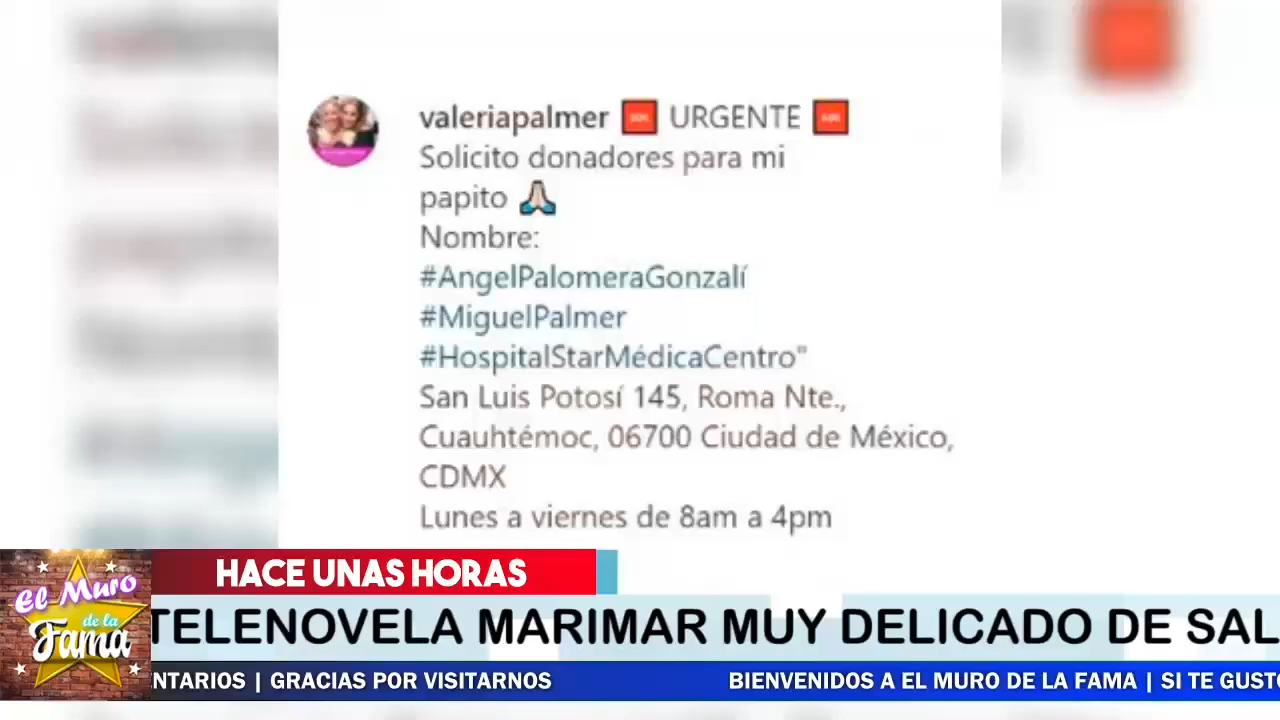 valeriapalmer 🆘 URGENTE 🆘
Solicito donadores para mi
papito 🙏🏻
Nombre:
#AngelPalomeraGonzalí
#MiguelPalmer
#HospitalStarMédicaCentro"
San Luis Potosí 145, Roma Nte.,
Cuauhtémoc, 06700 Ciudad de México,
CDMX
Lunes a viernes de 8am a 4pm
HACE UNAS HORAS
El Muro
de la
Fama
TELENOVELA MARIMAR MUY DELICADO DE SAL
NTARIOS | GRACIAS POR VISITARNOS BIENVENIDOS A EL MURO DE LA FAMA | SI TE GUSTO